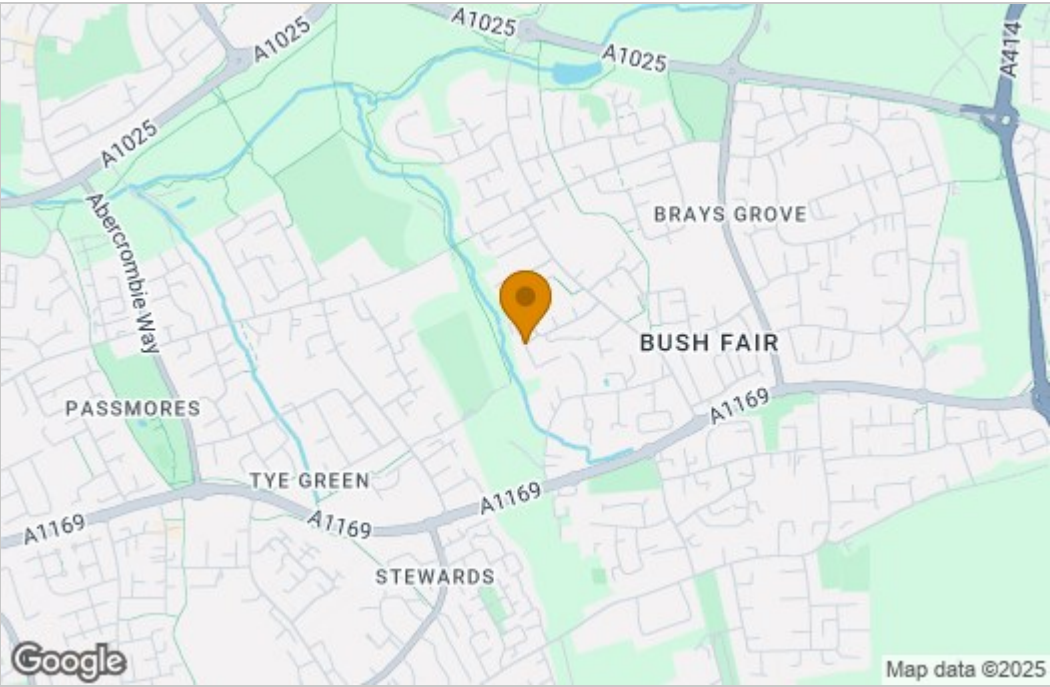 A1025
A1025
A1025
A414
A1025
BRAYS GROVE
Abercrombie Way
BUSH FAIR
PASSMORES
A1169
TYE GREEN
A1169
A1169
A1169
STEWARDS
Google
Map data ©2025